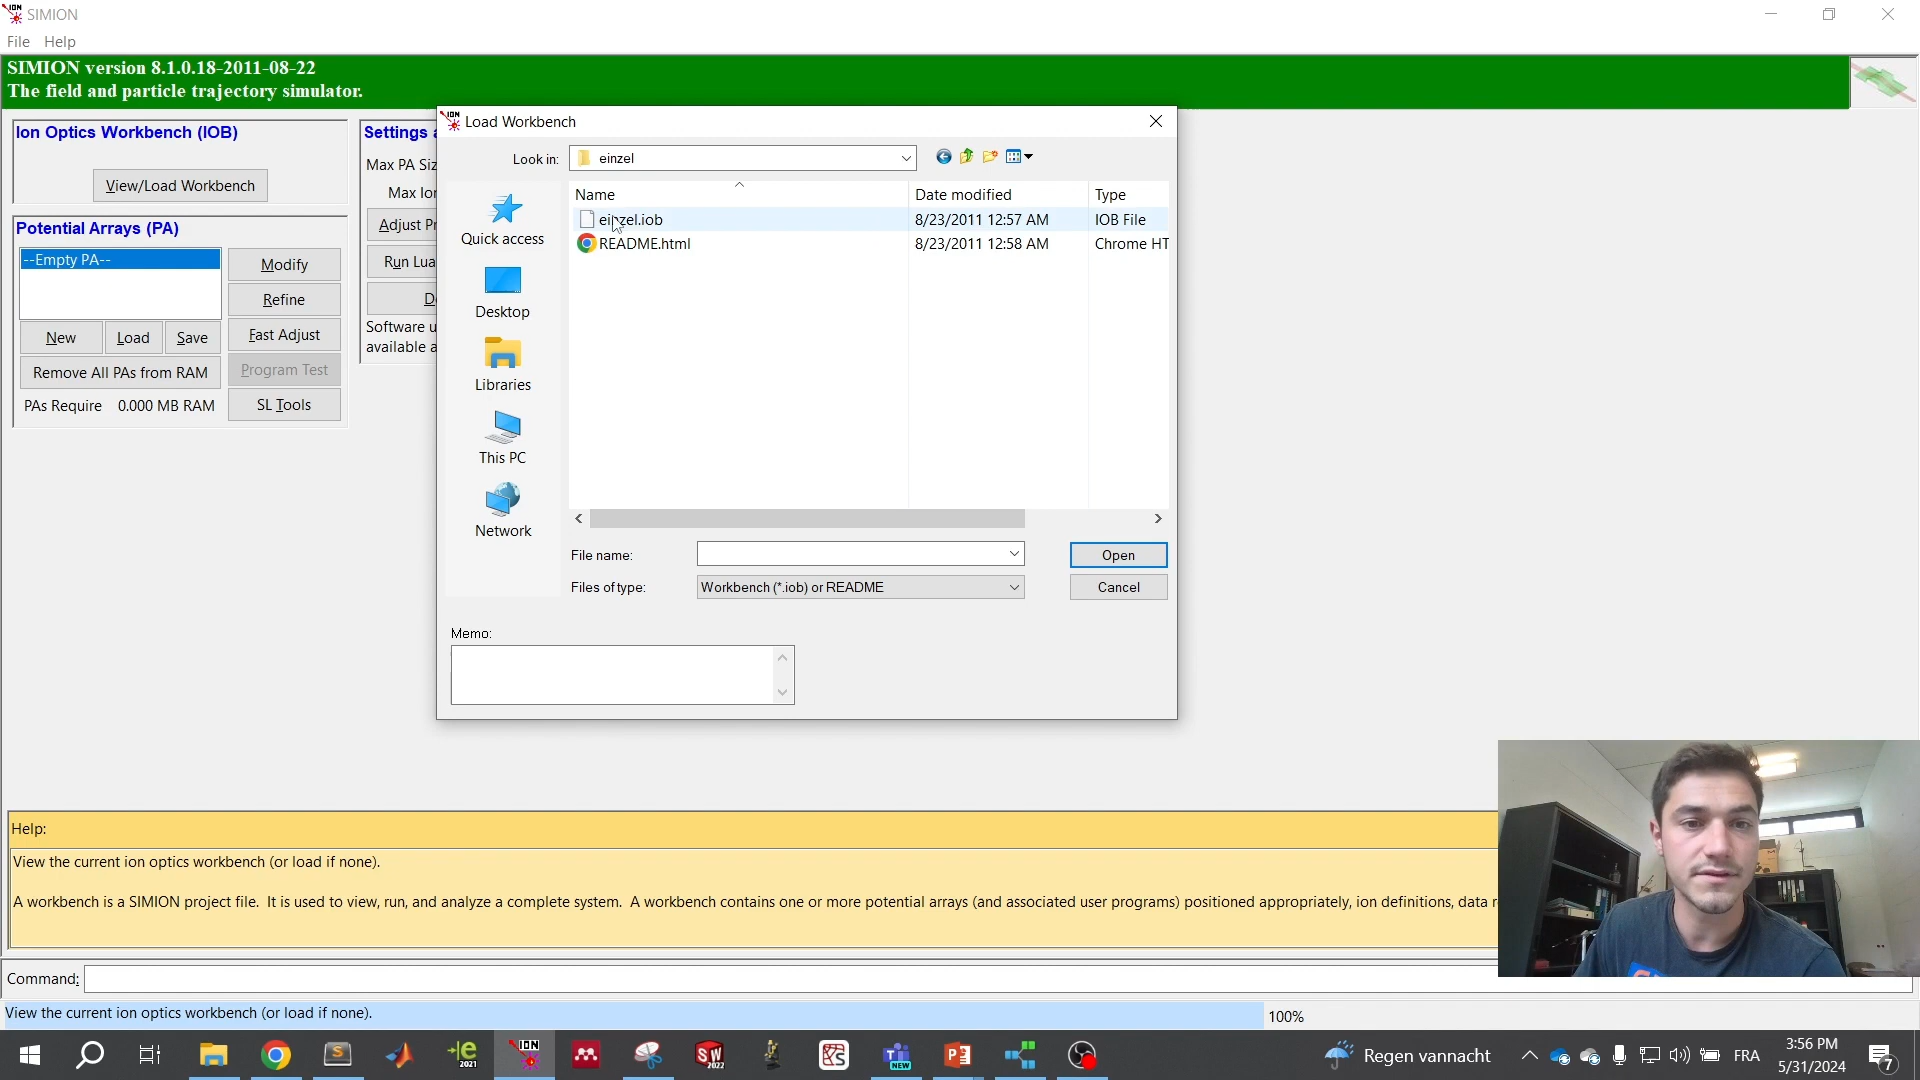 SIMION
File Help
SIMION version 8.1.0.18-2011-08-22
The field and particle trajectory simulator.
Ion Optics Workbench (IOB)
View/Load Workbench
Potential Arrays (PA)
--Empty PA--
Modify
Refine
Fast Adjust
Program Test
SL Tools
New Load Save
Remove All PAs from RAM
PAs Require 0.000 MB RAM
Settings a
Max PA Siz
Max Ior
Adjust Pr
Run Lua
D
Software u
available a
Load Workbench
Look in: einzel
Quick access
Desktop
Libraries
This PC
Network
Name Date modified Type
einzel.iob 8/23/2011 12:57 AM IOB File
README.html 8/23/2011 12:58 AM Chrome HT
File name: Open
Files of type: Workbench (*.iob) or README Cancel
Memo:
Help:
View the current ion optics workbench (or load if none).
A workbench is a SIMION project file. It is used to view, run, and analyze a complete system. A workbench contains one or more potential arrays (and associated user programs) positioned appropriately, ion definitions, data r
Command:
View the current ion optics workbench (or load if none). 100%
Regen vannacht FRA 3:56 PM
5/31/2024 7